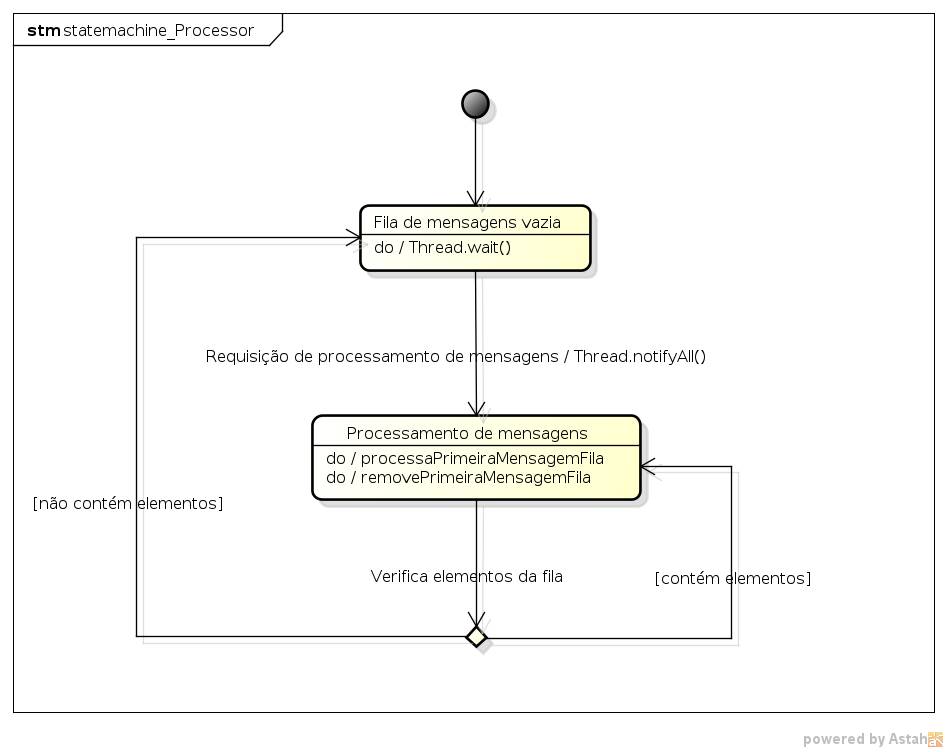 stm statemachine_Processor
Fila de mensagens vazia
do / Thread.wait()
Requisição de processamento de mensagens / Thread.notifyAll()
Processamento de mensagens
do / processaPrimeiraMensagemFila
do / removePrimeiraMensagemFila
[não contém elementos]
Verifica elementos da fila
[contém elementos]
powered by Astah